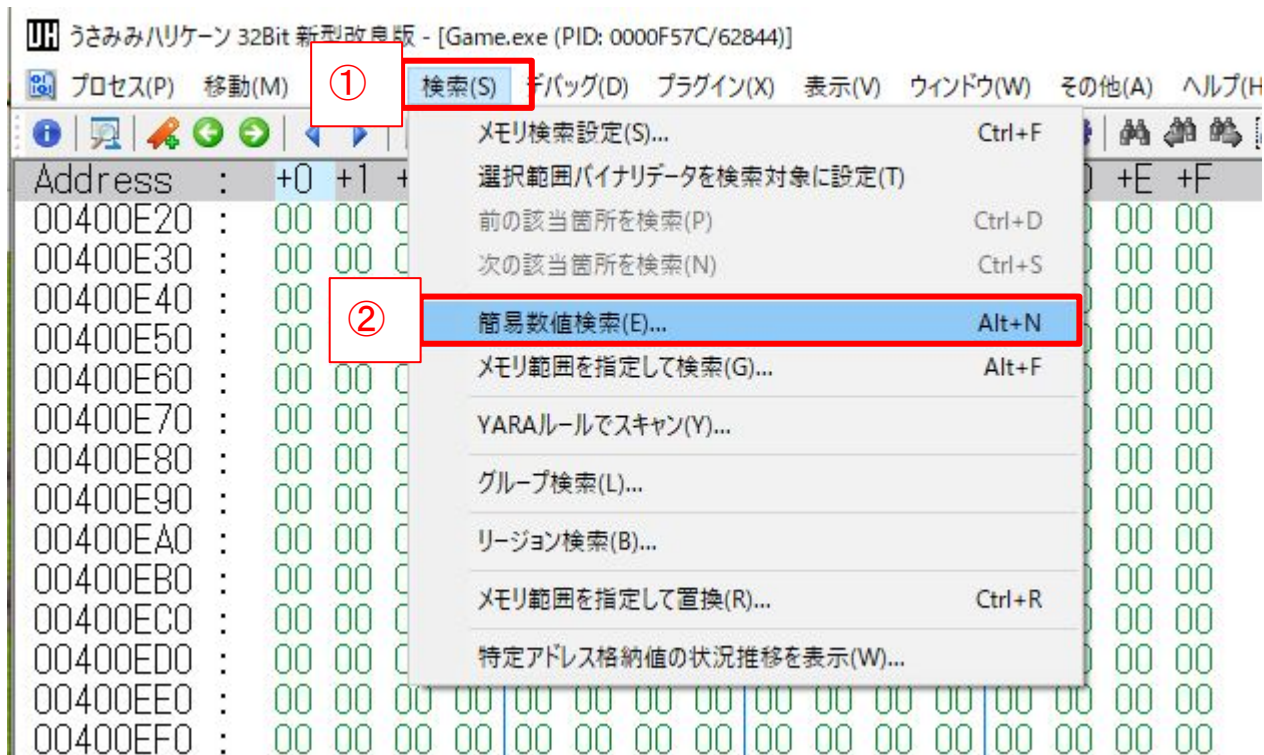 UH うさみみハリケーン 32Bit 新型改良版 - [Game.exe (PID: 0000F57C/62844)]
プロセス(P) 移動(M) ① 検索(S) デバッグ(D) プラグイン(X) 表示(V) ウィンドウ(W) その他(A) ヘルプ(H
メモリ検索設定(S)... Ctrl+F
選択範囲バイナリデータを検索対象に設定(T)
前の該当箇所を検索(P) Ctrl+D
次の該当箇所を検索(N) Ctrl+S
② 簡易数値検索(E)... Alt+N
メモリ範囲を指定して検索(G)... Alt+F
YARAルールでスキャン(Y)...
グループ検索(L)...
リージョン検索(B)...
メモリ範囲を指定して置換(R)... Ctrl+R
特定アドレス格納値の状況推移を表示(W)...
Address : +0 +1 +E +F
00400E20 : 00 00 00 00
00400E30 : 00 00 00 00
00400E40 : 00 00 00
00400E50 : 00 00 00
00400E60 : 00 00 00 00
00400E70 : 00 00 00 00
00400E80 : 00 00 00 00
00400E90 : 00 00 00 00
00400EA0 : 00 00 00 00
00400EB0 : 00 00 00 00
00400EC0 : 00 00 00 00
00400ED0 : 00 00 00 00
00400EE0 : 00 00 00 00 00 00 00 00 00 00 00 00 00 00 00 00
00400EF0 : 00 00 00 00 00 00 00 00 00 00 00 00 00 00 00 00